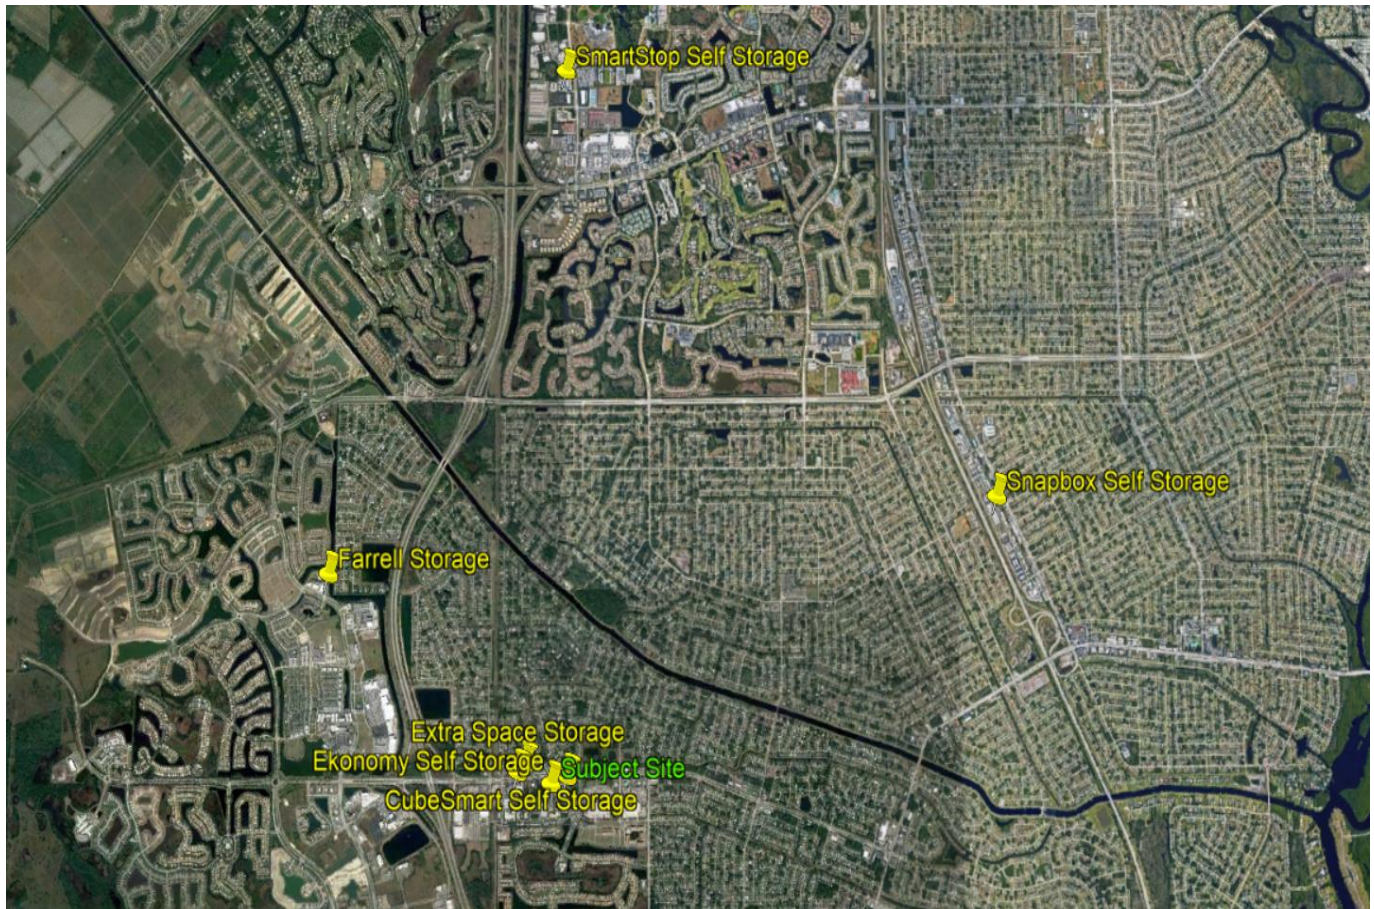 SmartStop Self Storage
Snapbox Self Storage
Farrell Storage
Extra Space Storage
Ekonomy Self Storage
Subject Site
CubeSmart Self Storage